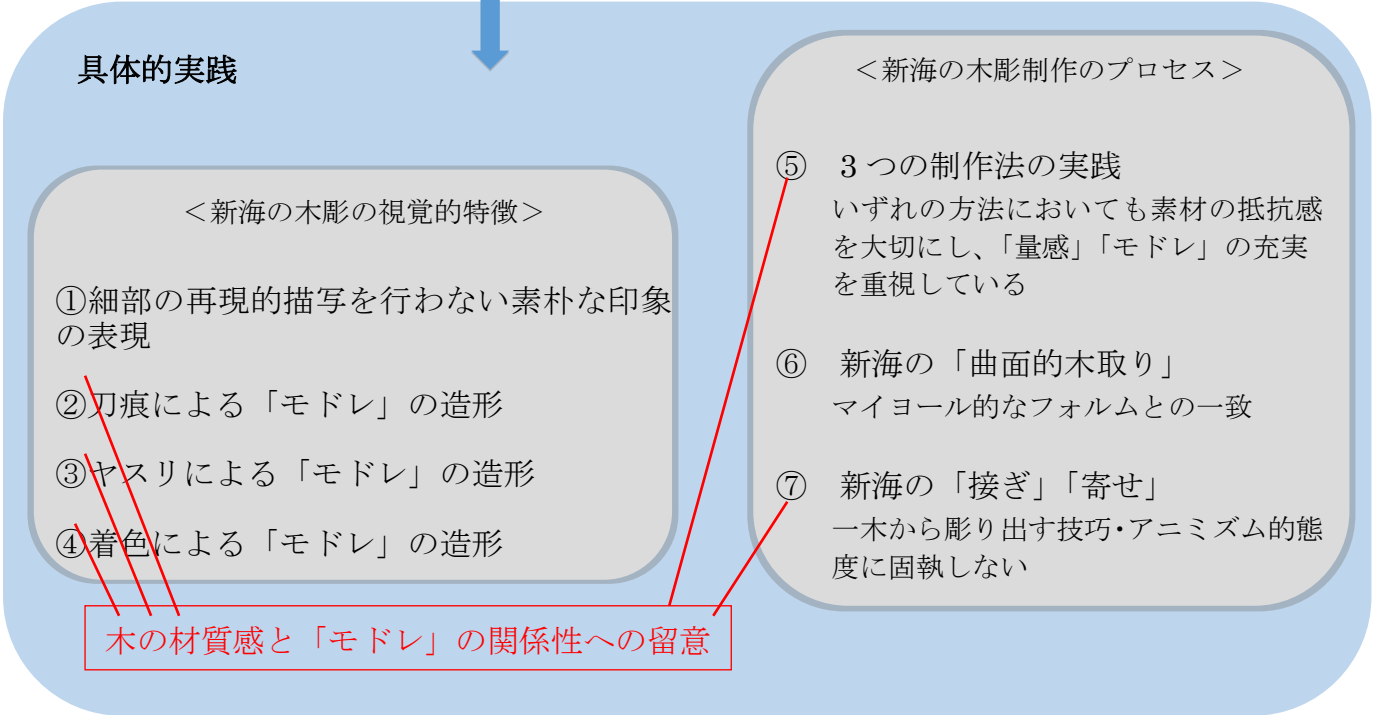 具体的実践
＜新海の木彫の視覚的特徴＞
①細部の再現的描写を行わない素朴な印象
の表現
②刀痕による「モドレ」の造形
③ヤスリによる「モドレ」の造形
④着色による「モドレ」の造形
＜新海の木彫制作のプロセス＞
⑤　３つの制作法の実践
いずれの方法においても素材の抵抗感
を大切にし、「量感」「モドレ」の充実
を重視している
⑥　新海の「曲面的木取り」
マイヨール的なフォルムとの一致
⑦　新海の「接ぎ」「寄せ」
一木から彫り出す技巧・アニミズム的態
度に固執しない
木の材質感と「モドレ」の関係性への留意